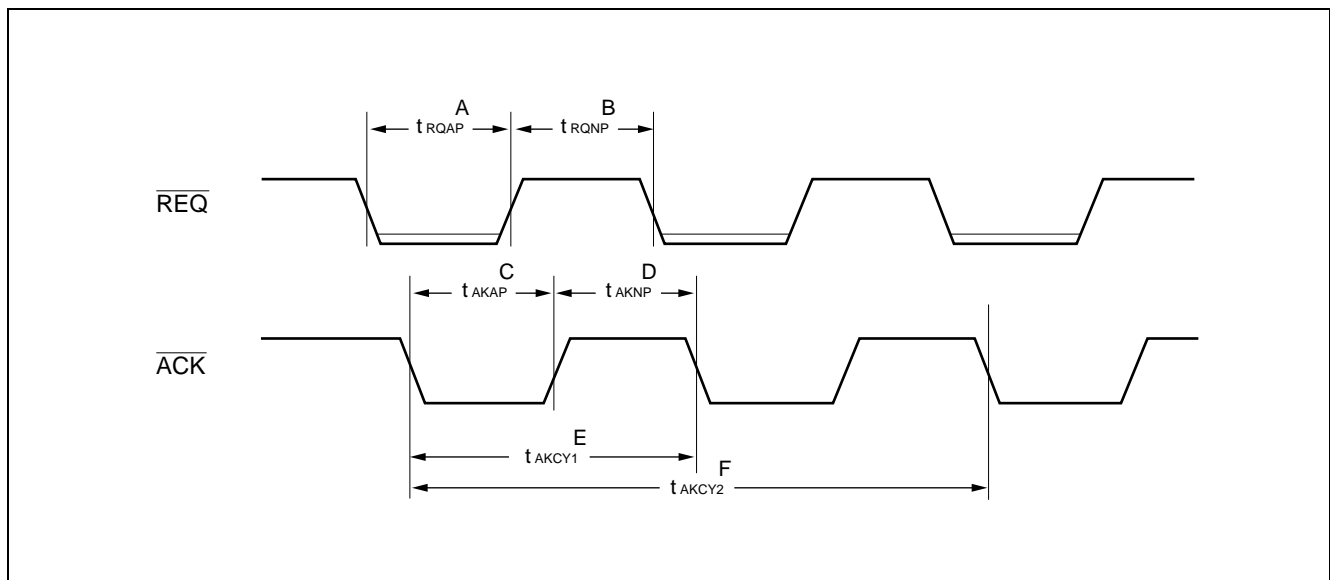 A
t RQAP
B
t RQNP
REQ
C
t AKAP
D
t AKNP
ACK
E
t AKCY1
F
t AKCY2